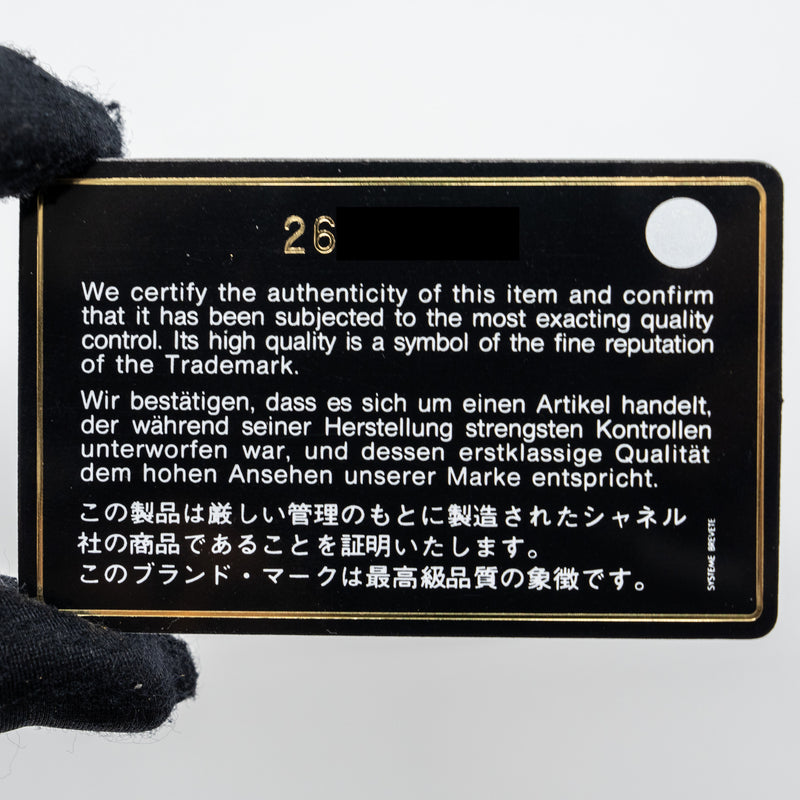 26
We certify the authenticity of this item and confirm
that it has been subjected to the most exacting quality
control. Its high quality is a symbol of the fine reputation
of the Trademark.
Wir bestätigen, dass es sich um einen Artikel handelt,
der während seiner Herstellung strengsten Kontrollen
unterworfen war, und dessen erstklassige Qualität
dem hohen Ansehen unserer Marke entspricht.
この製品は厳しい管理のもとに製造されたシャネル
社の商品であることを証明いたします。
このブランド・マークは最高級品質の象徴です。
SYSTEME BREVETE